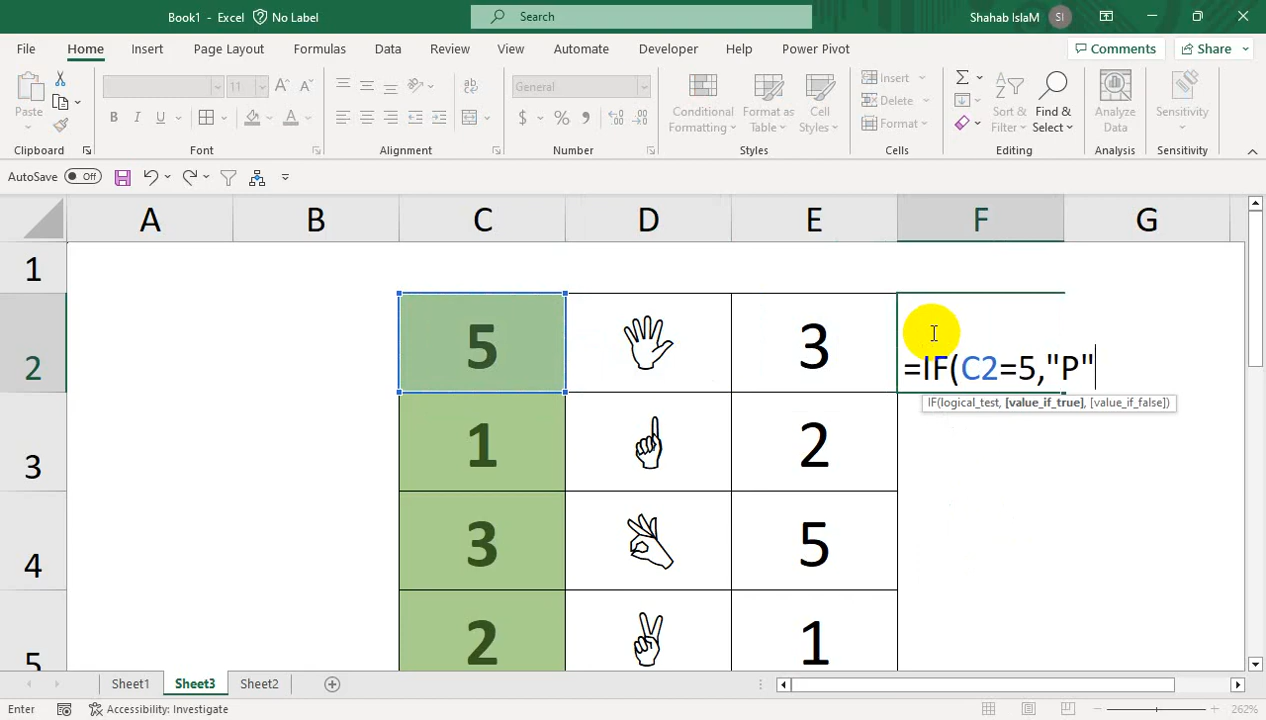 Book1 - Excel
No Label
Search
Shahab IslaM
SI
File
Home
Insert
Page Layout
Formulas
Data
Review
View
Automate
Developer
Help
Power Pivot
Comments
Share
Paste
Clipboard
11
B I U
Font
ab
Alignment
General
$ % ,
Number
Conditional Formatting
Format as Table
Cell Styles
Styles
Insert
Delete
Format
Cells
Sort & Filter
Find & Select
Editing
Analyze Data
Analysis
Sensitivity
Sensitivity
AutoSave Off
A B C D E F G
1
2 5 3 =IF(C2=5,"P"
IF(logical_test, [value_if_true], [value_if_false])
3 1 2
4 3 5
5 2 1
Sheet1 Sheet3 Sheet2
Enter
Accessibility: Investigate
262%